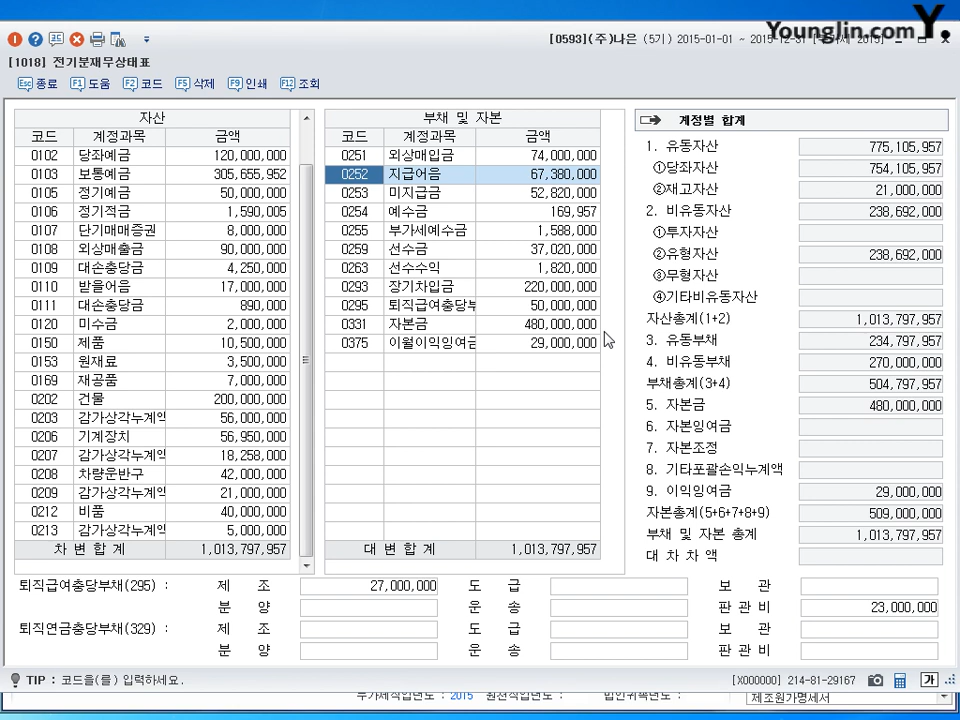 Younglin.com Y.
[0593](주)나은 (5기) 2015-01-01 ~ 2015-12-31 2015]
[1018] 전기분재무상태표
Esc 종료 F1 도움 F2 코드 F5 삭제 F9 인쇄 F12 조회
자산
코드 계정과목 금액
0102 당좌예금 120,000,000
0103 보통예금 305,655,952
0105 정기예금 50,000,000
0106 정기적금 1,590,005
0107 단기매매증권 8,000,000
0108 외상매출금 90,000,000
0109 대손충당금 4,250,000
0110 받을어음 17,000,000
0111 대손충당금 890,000
0120 미수금 2,000,000
0150 제품 10,500,000
0153 원재료 3,500,000
0169 재공품 7,000,000
0202 건물 200,000,000
0203 감가상각누계액 56,000,000
0206 기계장치 56,950,000
0207 감가상각누계액 18,258,000
0208 차량운반구 42,000,000
0209 감가상각누계액 21,000,000
0212 비품 40,000,000
0213 감가상각누계액 5,000,000
차 변 합 계 1,013,797,957
부채 및 자본
코드 계정과목 금액
0251 외상매입금 74,000,000
0252 지급어음 67,380,000
0253 미지급금 52,820,000
0254 예수금 169,957
0255 부가세예수금 1,588,000
0259 선수금 37,020,000
0263 선수수익 1,820,000
0293 장기차입금 220,000,000
0295 퇴직급여충당부 50,000,000
0331 자본금 480,000,000
0375 이월이익잉여금 29,000,000
대 변 합 계 1,013,797,957
계정별 합계
1. 유동자산 775,105,957
①당좌자산 754,105,957
②재고자산 21,000,000
2. 비유동자산 238,692,000
①투자자산
②유형자산 238,692,000
③무형자산
④기타비유동자산
자산총계(1+2) 1,013,797,957
3. 유동부채 234,797,957
4. 비유동부채 270,000,000
부채총계(3+4) 504,797,957
5. 자본금 480,000,000
6. 자본잉여금
7. 자본조정
8. 기타포괄손익누계액
9. 이익잉여금 29,000,000
자본총계(5+6+7+8+9) 509,000,000
부채 및 자본 총계 1,013,797,957
대 차 차 액
퇴직급여충당부채(295) : 제 조 27,000,000 도 급 보 관
분 양 운 송 판 관 비 23,000,000
퇴직연금충당부채(329) : 제 조 도 급 보 관
분 양 운 송 판 관 비
TIP : 코드을(를) 입력하세요. [X000000] 214-81-29167 가
2015
제조원가명세서